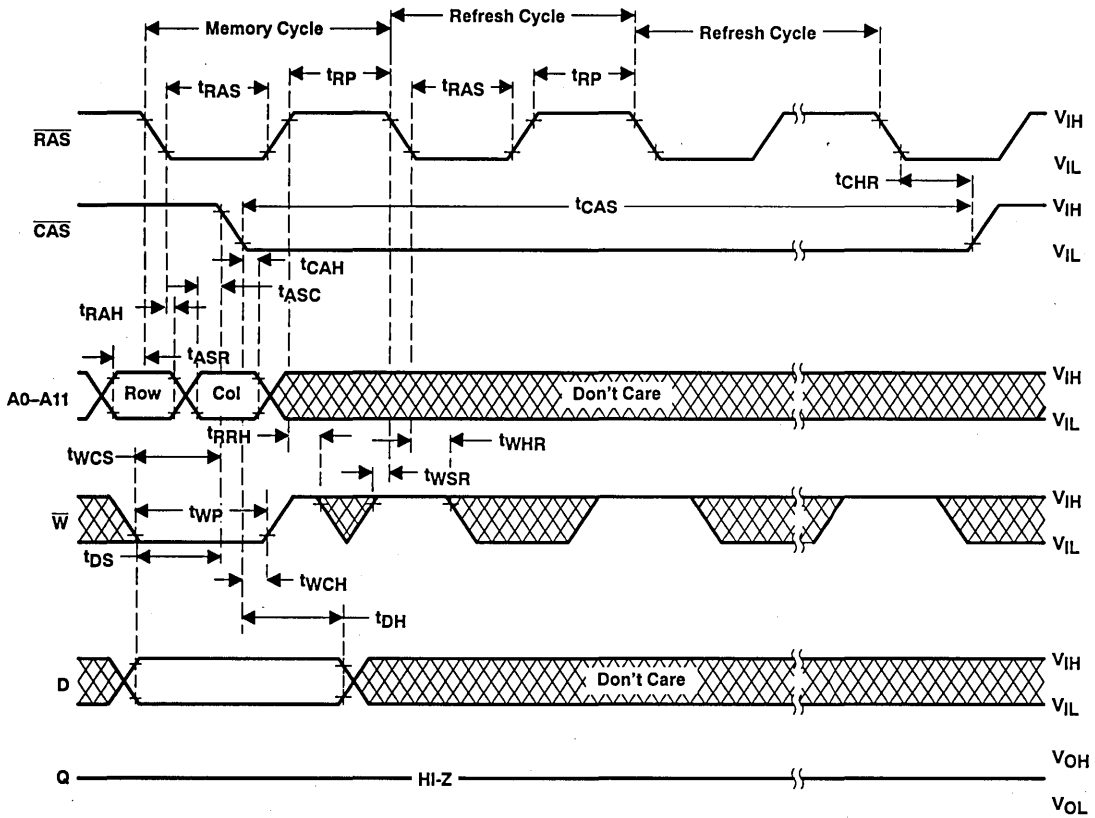 Memory Cycle
Refresh Cycle
Refresh Cycle
tRAS
tRP
tRAS
tRP
RAS
VIH
VIL
tCHR
CAS
tCAS
VIH
VIL
tCAH
tASC
tRAH
tASR
A0–A11
Row
Col
Don't Care
VIH
VIL
tRRH
tWHR
tWCS
tWSR
W
tWP
VIH
VIL
tDS
tWCH
tDH
D
Don't Care
VIH
VIL
Q
HI-Z
VOH
VOL